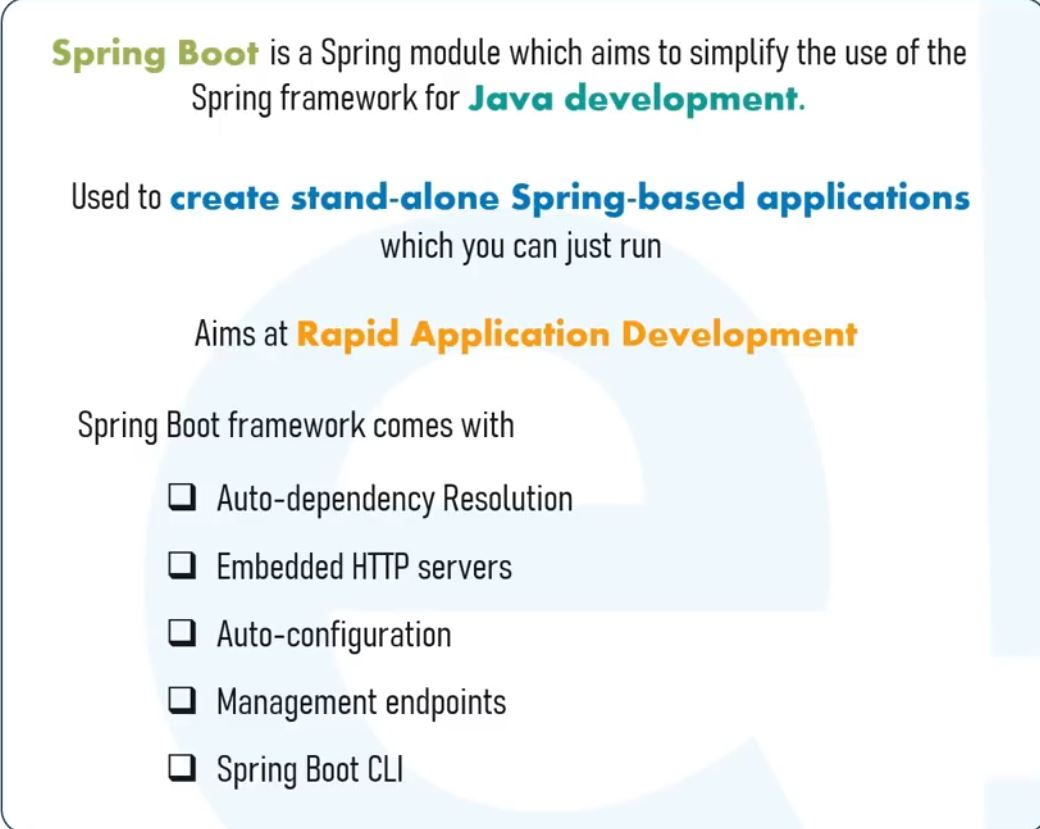 Spring Boot is a Spring module which aims to simplify the use of the
Spring framework for Java development.
Used to create stand-alone Spring-based applications
which you can just run
Aims at Rapid Application Development
Spring Boot framework comes with
❑ Auto-dependency Resolution
❑ Embedded HTTP servers
❑ Auto-configuration
❑ Management endpoints
❑ Spring Boot CLI